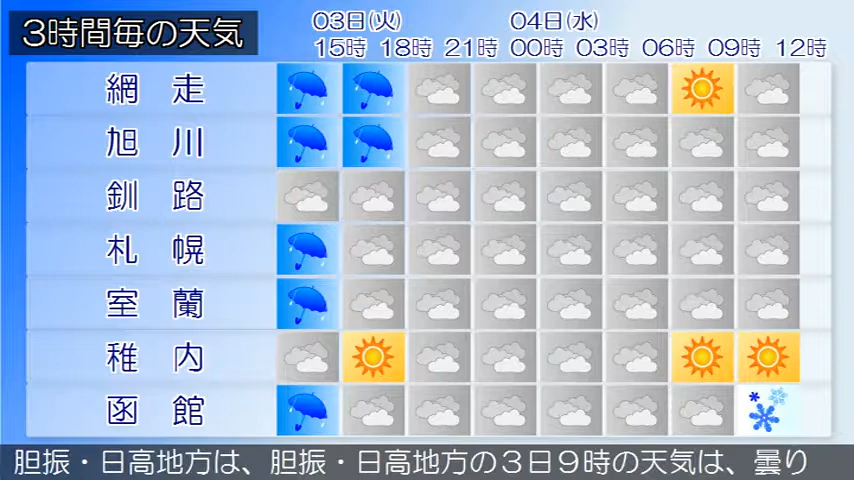 3時間毎の天気
03日(火) 04日(水)
15時 18時 21時 00時 03時 06時 09時 12時
網 走
旭 川
釧 路
札 幌
室 蘭
稚 内
函 館
胆振・日高地方は、胆振・日高地方の3日9時の天気は、曇り